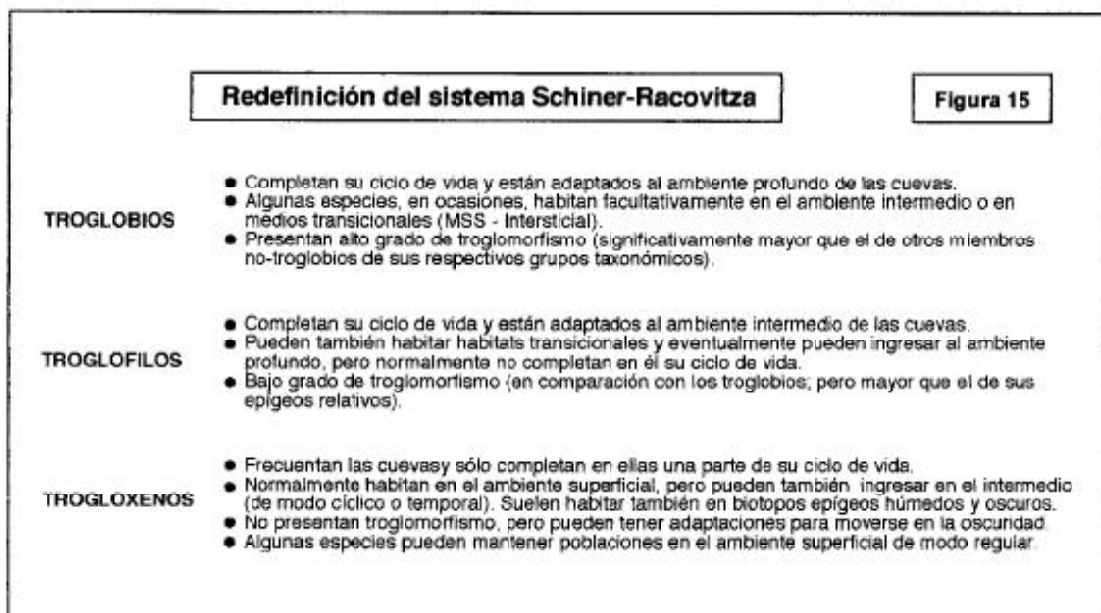 Redefinición del sistema Schiner-Racovitza
Figura 15
TROGLOBIOS
● Completan su ciclo de vida y están adaptados al ambiente profundo de las cuevas.
● Algunas especies, en ocasiones, habitan facultativamente en el ambiente intermedio o en
medios transicionales (MSS - Intersticial).
● Presentan alto grado de troglomorfismo (significativamente mayor que el de otros miembros
no-troglobios de sus respectivos grupos taxonómicos).
TROGLOFILOS
● Completan su ciclo de vida y están adaptados al ambiente intermedio de las cuevas.
● Pueden también habitar habitats transicionales y eventualmente pueden ingresar al ambiente
profundo, pero normalmente no completan en él su ciclo de vida.
● Bajo grado de troglomorfismo (en comparación con los troglobios; pero mayor que el de sus
epígeos relativos).
TROGLOXENOS
● Frecuentan las cuevasy sólo completan en ellas una parte de su ciclo de vida.
● Normalmente habitan en el ambiente superficial, pero pueden también ingresar en el intermedio
(de modo cíclico o temporal). Suelen habitar también en biotopos epígeos húmedos y oscuros.
● No presentan troglomorfismo, pero pueden tener adaptaciones para moverse en la oscuridad.
● Algunas especies pueden mantener poblaciones en el ambiente superficial de modo regular.